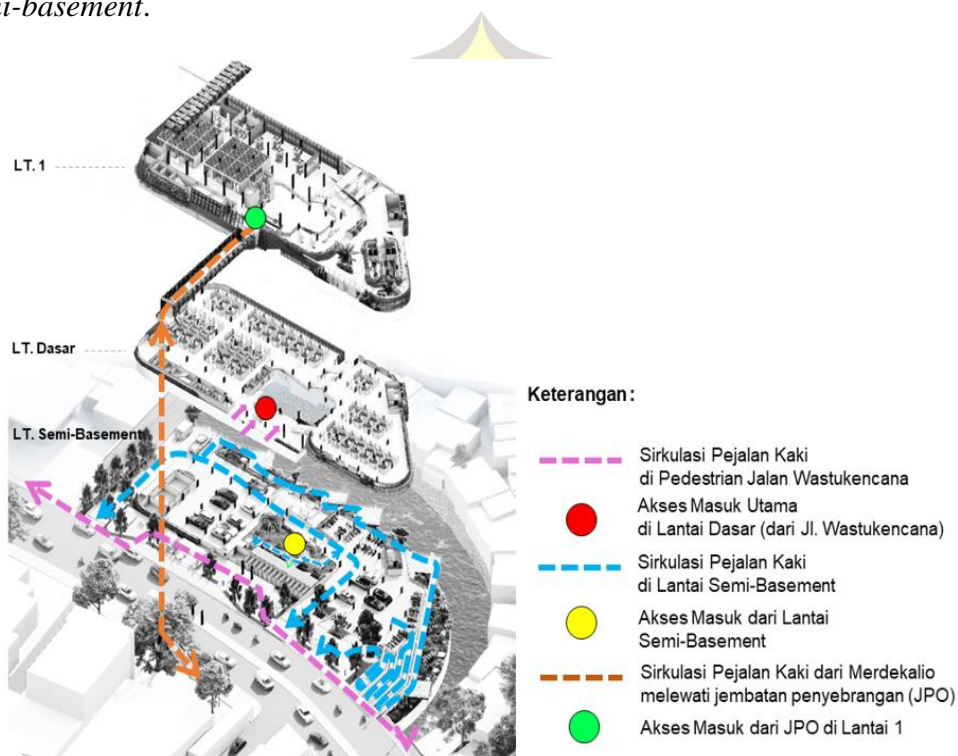 ni-basement.
LT. 1
LT. Dasar
LT. Semi-Basement
Keterangan :
Sirkulasi Pejalan Kaki
di Pedestrian Jalan Wastukencana
Akses Masuk Utama
di Lantai Dasar (dari Jl. Wastukencana)
Sirkulasi Pejalan Kaki
di Lantai Semi-Basement
Akses Masuk dari Lantai
Semi-Basement
Sirkulasi Pejalan Kaki dari Merdekalio
melewati jembatan penyebrangan (JPO)
Akses Masuk dari JPO di Lantai 1